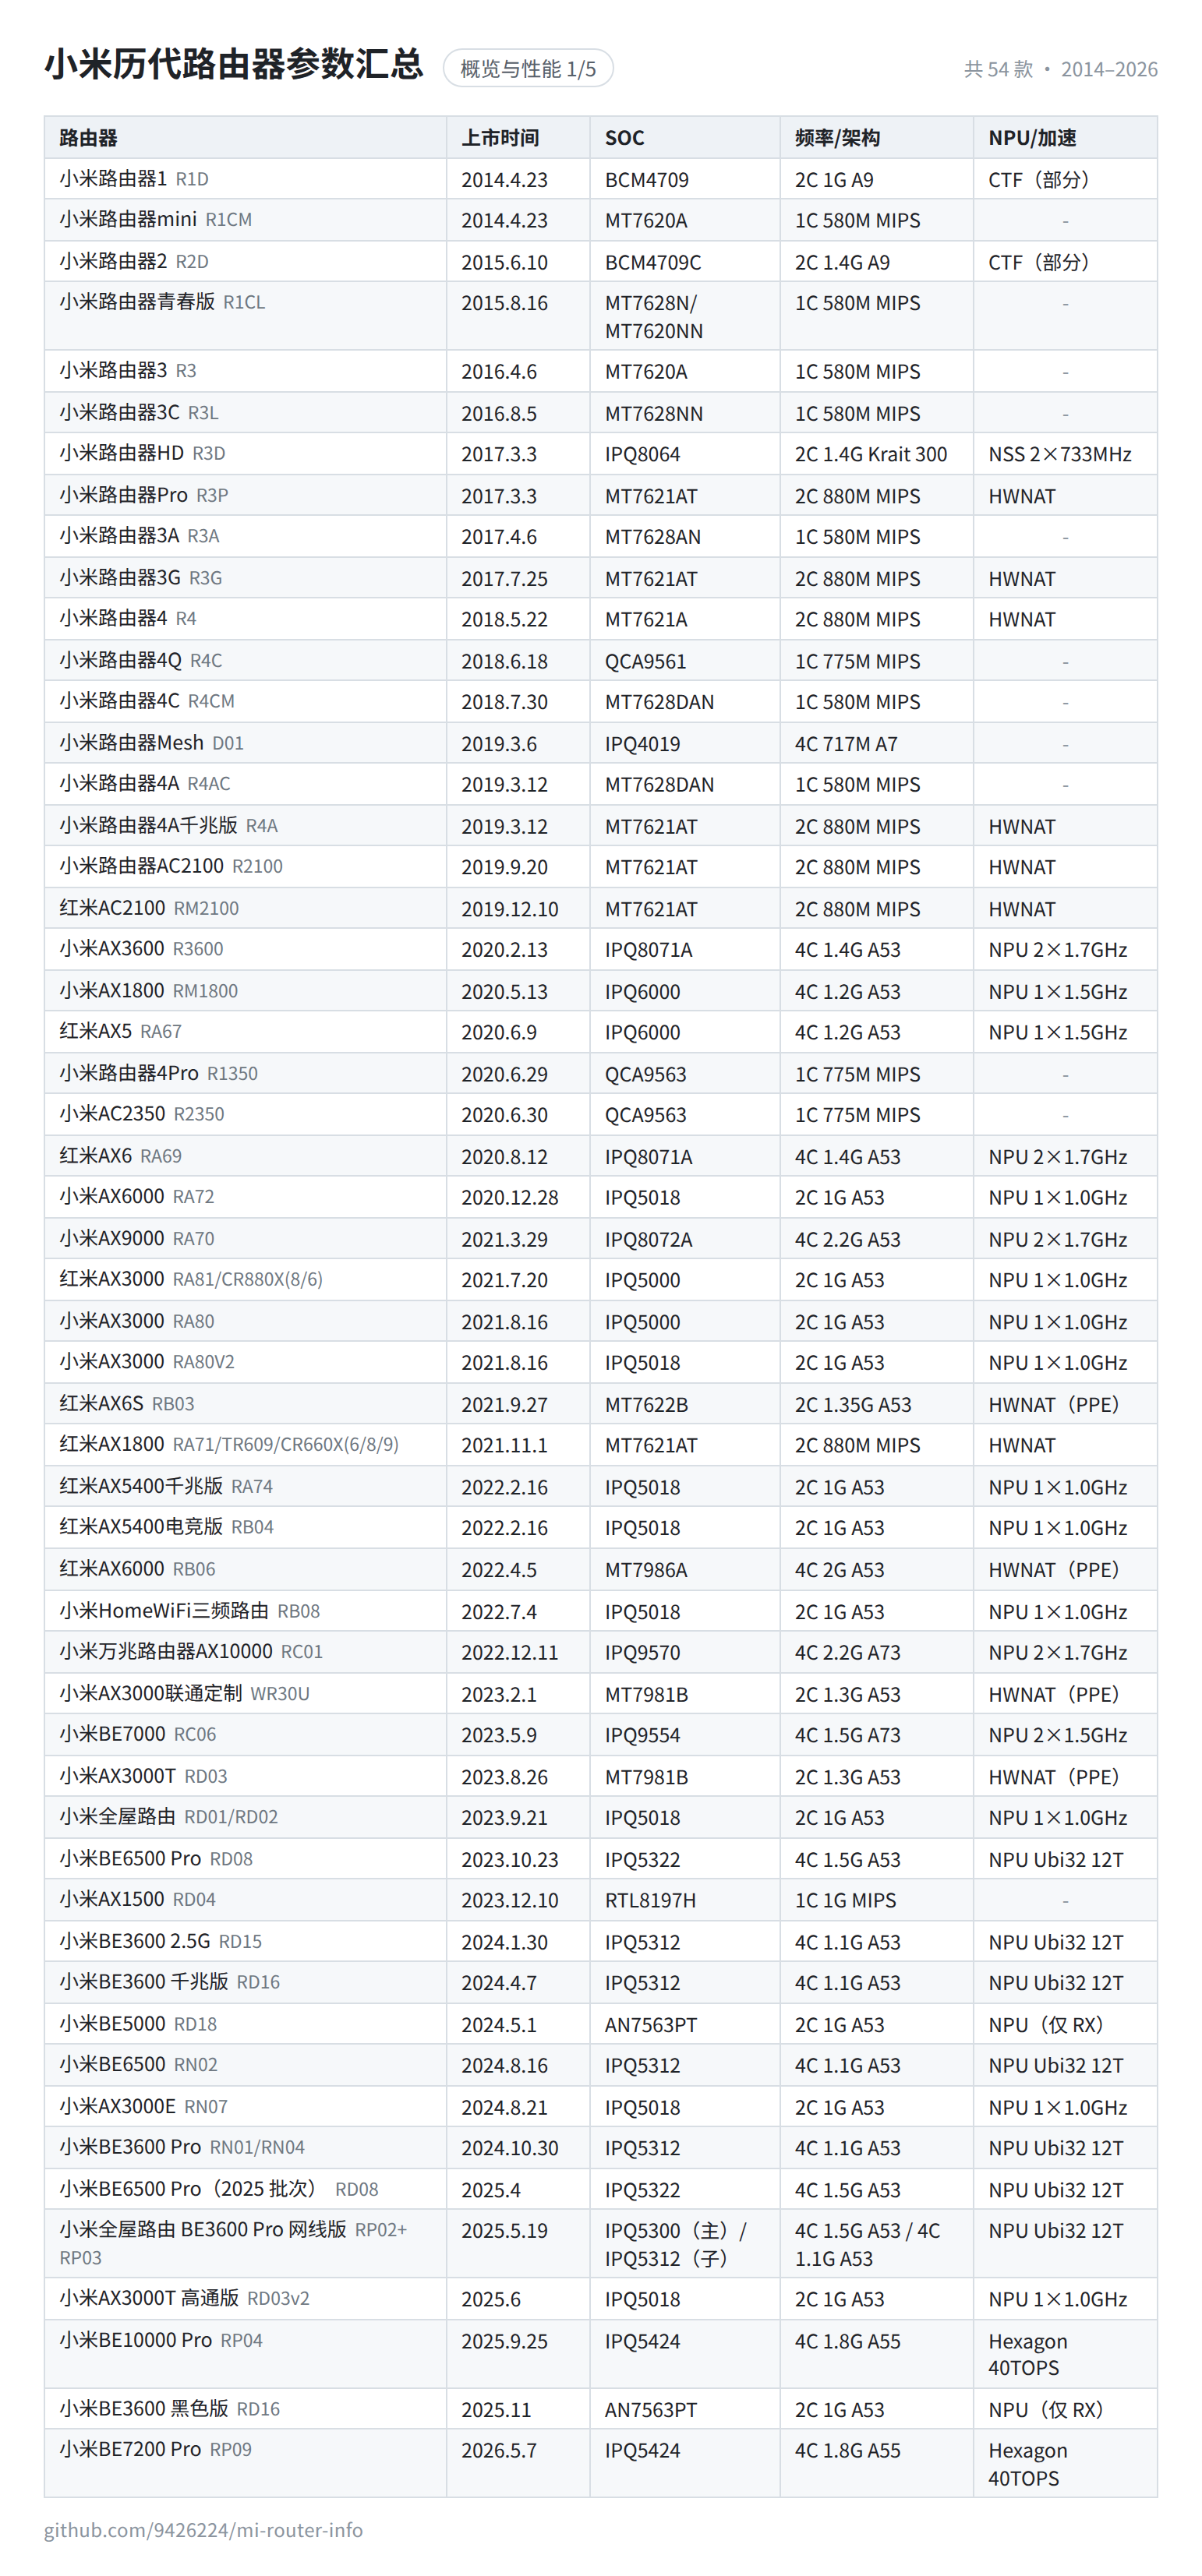 小米历代路由器参数汇总 概览与性能 1/5 共 54 款 • 2014–2026
路由器 上市时间 SOC 频率/架构 NPU/加速
小米路由器1 R1D 2014.4.23 BCM4709 2C 1G A9 CTF（部分）
小米路由器mini R1CM 2014.4.23 MT7620A 1C 580M MIPS -
小米路由器2 R2D 2015.6.10 BCM4709C 2C 1.4G A9 CTF（部分）
小米路由器青春版 R1CL 2015.8.16 MT7628N/ 1C 580M MIPS -
MT7620NN
小米路由器3 R3 2016.4.6 MT7620A 1C 580M MIPS -
小米路由器3C R3L 2016.8.5 MT7628NN 1C 580M MIPS -
小米路由器HD R3D 2017.3.3 IPQ8064 2C 1.4G Krait 300 NSS 2×733MHz
小米路由器Pro R3P 2017.3.3 MT7621AT 2C 880M MIPS HWNAT
小米路由器3A R3A 2017.4.6 MT7628AN 1C 580M MIPS -
小米路由器3G R3G 2017.7.25 MT7621AT 2C 880M MIPS HWNAT
小米路由器4 R4 2018.5.22 MT7621A 2C 880M MIPS HWNAT
小米路由器4Q R4C 2018.6.18 QCA9561 1C 775M MIPS -
小米路由器4C R4CM 2018.7.30 MT7628DAN 1C 580M MIPS -
小米路由器Mesh D01 2019.3.6 IPQ4019 4C 717M A7 -
小米路由器4A R4AC 2019.3.12 MT7628DAN 1C 580M MIPS -
小米路由器4A千兆版 R4A 2019.3.12 MT7621AT 2C 880M MIPS HWNAT
小米路由器AC2100 R2100 2019.9.20 MT7621AT 2C 880M MIPS HWNAT
红米AC2100 RM2100 2019.12.10 MT7621AT 2C 880M MIPS HWNAT
小米AX3600 R3600 2020.2.13 IPQ8071A 4C 1.4G A53 NPU 2×1.7GHz
小米AX1800 RM1800 2020.5.13 IPQ6000 4C 1.2G A53 NPU 1×1.5GHz
红米AX5 RA67 2020.6.9 IPQ6000 4C 1.2G A53 NPU 1×1.5GHz
小米路由器4Pro R1350 2020.6.29 QCA9563 1C 775M MIPS -
小米AC2350 R2350 2020.6.30 QCA9563 1C 775M MIPS -
红米AX6 RA69 2020.8.12 IPQ8071A 4C 1.4G A53 NPU 2×1.7GHz
小米AX6000 RA72 2020.12.28 IPQ5018 2C 1G A53 NPU 1×1.0GHz
小米AX9000 RA70 2021.3.29 IPQ8072A 4C 2.2G A53 NPU 2×1.7GHz
红米AX3000 RA81/CR880X(8/6) 2021.7.20 IPQ5000 2C 1G A53 NPU 1×1.0GHz
小米AX3000 RA80 2021.8.16 IPQ5000 2C 1G A53 NPU 1×1.0GHz
小米AX3000 RA80V2 2021.8.16 IPQ5018 2C 1G A53 NPU 1×1.0GHz
红米AX6S RB03 2021.9.27 MT7622B 2C 1.35G A53 HWNAT（PPE）
红米AX1800 RA71/TR609/CR660X(6/8/9) 2021.11.1 MT7621AT 2C 880M MIPS HWNAT
红米AX5400千兆版 RA74 2022.2.16 IPQ5018 2C 1G A53 NPU 1×1.0GHz
红米AX5400电竞版 RB04 2022.2.16 IPQ5018 2C 1G A53 NPU 1×1.0GHz
红米AX6000 RB06 2022.4.5 MT7986A 4C 2G A53 HWNAT（PPE）
小米HomeWiFi三频路由 RB08 2022.7.4 IPQ5018 2C 1G A53 NPU 1×1.0GHz
小米万兆路由器AX10000 RC01 2022.12.11 IPQ9570 4C 2.2G A73 NPU 2×1.7GHz
小米AX3000联通定制 WR30U 2023.2.1 MT7981B 2C 1.3G A53 HWNAT（PPE）
小米BE7000 RC06 2023.5.9 IPQ9554 4C 1.5G A73 NPU 2×1.5GHz
小米AX3000T RD03 2023.8.26 MT7981B 2C 1.3G A53 HWNAT（PPE）
小米全屋路由 RD01/RD02 2023.9.21 IPQ5018 2C 1G A53 NPU 1×1.0GHz
小米BE6500 Pro RD08 2023.10.23 IPQ5322 4C 1.5G A53 NPU Ubi32 12T
小米AX1500 RD04 2023.12.10 RTL8197H 1C 1G MIPS -
小米BE3600 2.5G RD15 2024.1.30 IPQ5312 4C 1.1G A53 NPU Ubi32 12T
小米BE3600 千兆版 RD16 2024.4.7 IPQ5312 4C 1.1G A53 NPU Ubi32 12T
小米BE5000 RD18 2024.5.1 AN7563PT 2C 1G A53 NPU（仅 RX）
小米BE6500 RN02 2024.8.16 IPQ5312 4C 1.1G A53 NPU Ubi32 12T
小米AX3000E RN07 2024.8.21 IPQ5018 2C 1G A53 NPU 1×1.0GHz
小米BE3600 Pro RN01/RN04 2024.10.30 IPQ5312 4C 1.1G A53 NPU Ubi32 12T
小米BE6500 Pro（2025 批次） RD08 2025.4 IPQ5322 4C 1.5G A53 NPU Ubi32 12T
小米全屋路由 BE3600 Pro 网线版 RP02+ 2025.5.19 IPQ5300（主）/ 4C 1.5G A53 / 4C NPU Ubi32 12T
RP03 IPQ5312（子） 1.1G A53
小米AX3000T 高通版 RD03v2 2025.6 IPQ5018 2C 1G A53 NPU 1×1.0GHz
小米BE10000 Pro RP04 2025.9.25 IPQ5424 4C 1.8G A55 Hexagon
40TOPS
小米BE3600 黑色版 RD16 2025.11 AN7563PT 2C 1G A53 NPU（仅 RX）
小米BE7200 Pro RP09 2026.5.7 IPQ5424 4C 1.8G A55 Hexagon
40TOPS
github.com/9426224/mi-router-info